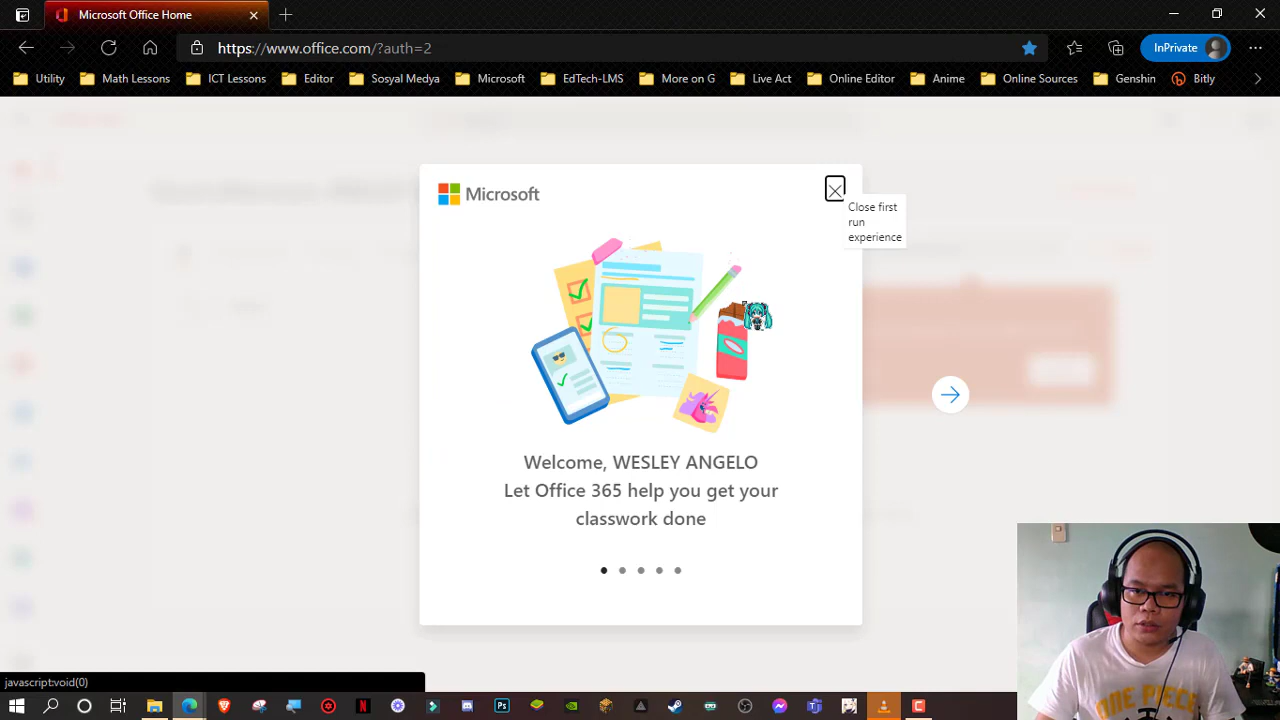 Microsoft Office Home
https://www.office.com/?auth=2
InPrivate
Utility
Math Lessons
ICT Lessons
Editor
Sosyal Medya
Microsoft
EdTech-LMS
More on G
Live Act
Online Editor
Anime
Online Sources
Genshin
Bitly
Microsoft
Close first
run
experience
Welcome, WESLEY ANGELO
Let Office 365 help you get your
classwork done
javascript:void(0)
ONE PIECE